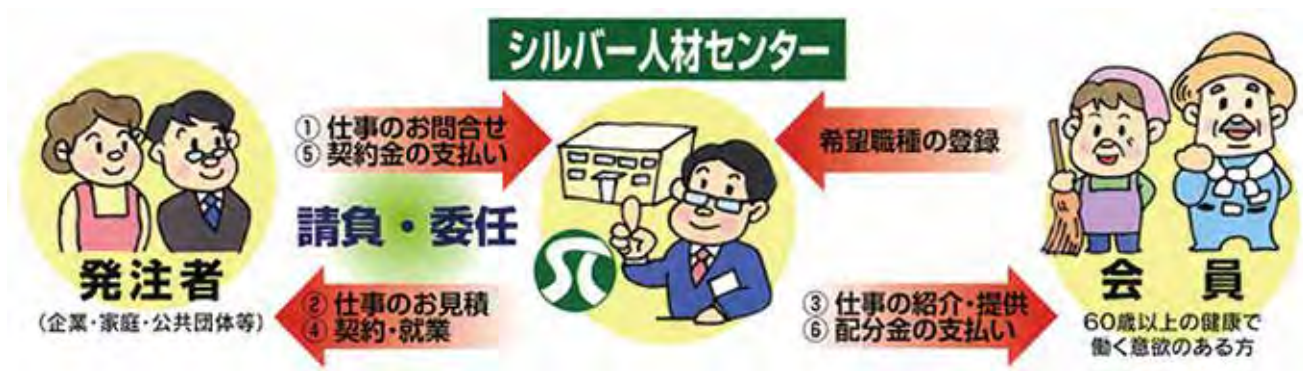 シルバー人材センター
① 仕事のお問合せ
⑤ 契約金の支払い
希望職種の登録
請負・委任
発注者
(企業・家庭・公共団体等)
② 仕事のお見積
④ 契約・就業
③ 仕事の紹介・提供
⑥ 配分金の支払い
会員
60歳以上の健康で
働く意欲のある方